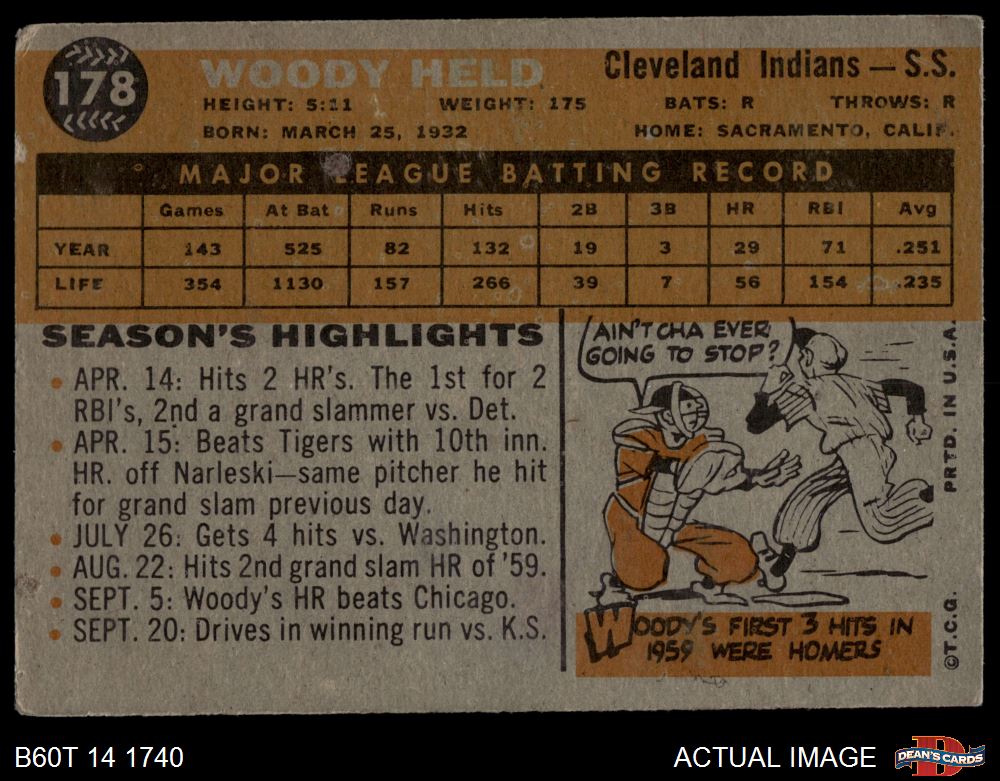 178
WOODY HELD
Cleveland Indians — S.S.
HEIGHT: 5:11 WEIGHT: 175 BATS: R THROWS: R
BORN: MARCH 25, 1932 HOME: SACRAMENTO, CALIF.
MAJOR LEAGUE BATTING RECORD
Games At Bat Runs Hits 2B 3B HR RBI Avg
YEAR 143 525 82 132 19 3 29 71 .251
LIFE 354 1130 157 266 39 7 56 154 .235
SEASON'S HIGHLIGHTS
• APR. 14: Hits 2 HR's. The 1st for 2
RBI's, 2nd a grand slammer vs. Det.
• APR. 15: Beats Tigers with 10th inn.
HR. off Narleski—same pitcher he hit
for grand slam previous day.
• JULY 26: Gets 4 hits vs. Washington.
• AUG. 22: Hits 2nd grand slam HR of '59.
• SEPT. 5: Woody's HR beats Chicago.
• SEPT. 20: Drives in winning run vs. K.S.
AIN'T CHA EVER
GOING TO STOP?
WOODY'S FIRST 3 HITS IN
1959 WERE HOMERS
©T.C.G. PRTD. IN U.S.A.
B60T 14 1740
ACTUAL IMAGE
D
DEAN'S CARDS